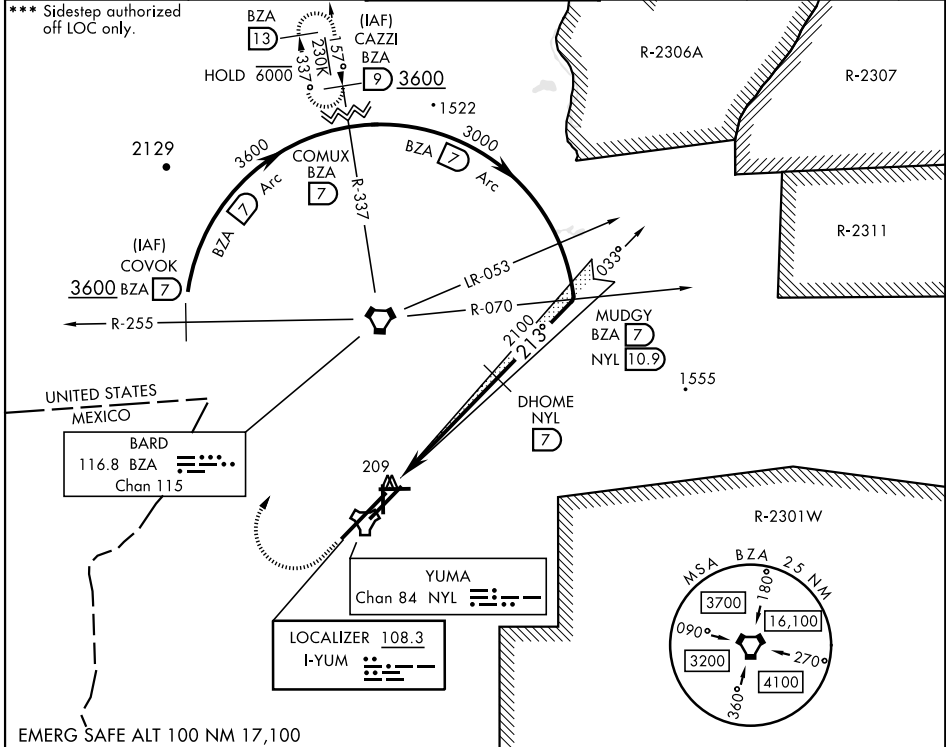 *** Sidestep authorized
off LOC only.
BZA
13
(IAF)
CAZZI
BZA
9 3600
157°
230K
337°
HOLD 6000
R-2306A
R-2307
R-2311
1522
2129
3600
BZA 7 Arc
COMUX
BZA
7
R-337
3000
BZA 7 Arc
(IAF)
COVOK
3600 BZA 7
R-255
LR-053
033°
R-070
2100
213°
MUDGY
BZA 7
NYL 10.9
1555
DHOME
NYL
7
UNITED STATES
MEXICO
BARD
116.8 BZA
Chan 115
209
YUMA
Chan 84 NYL
LOCALIZER 108.3
I-YUM
R-2301W
MSA BZA 25 NM
180°
3700
16,100
090°
270°
3200
4100
360°
EMERG SAFE ALT 100 NM 17,100